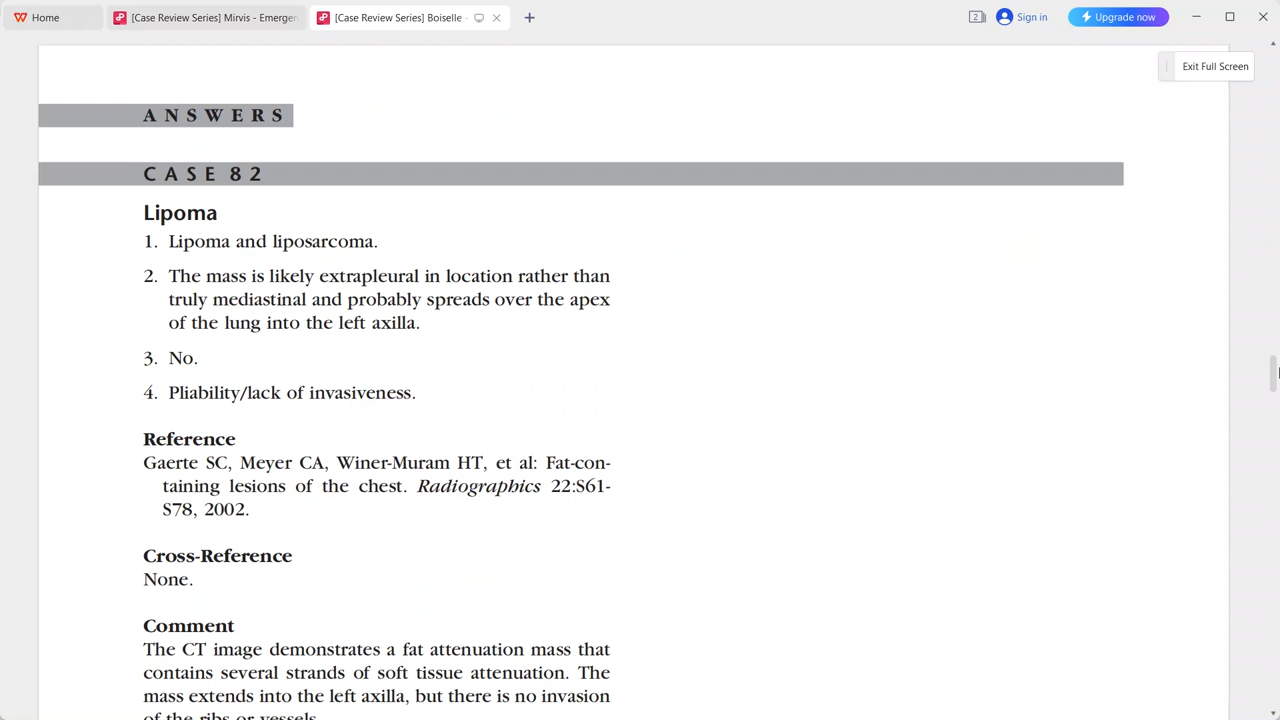 Home
[Case Review Series] Mirvis - Emergen
[Case Review Series] Boiselle -
2
Sign in
Upgrade now
Exit Full Screen
ANSWERS
CASE 82
Lipoma
1. Lipoma and liposarcoma.
2. The mass is likely extrapleural in location rather than
truly mediastinal and probably spreads over the apex
of the lung into the left axilla.
3. No.
4. Pliability/lack of invasiveness.
Reference
Gaerte SC, Meyer CA, Winer-Muram HT, et al: Fat-con-
taining lesions of the chest. Radiographics 22:S61-
S78, 2002.
Cross-Reference
None.
Comment
The CT image demonstrates a fat attenuation mass that
contains several strands of soft tissue attenuation. The
mass extends into the left axilla, but there is no invasion
of the ribs or vessels.